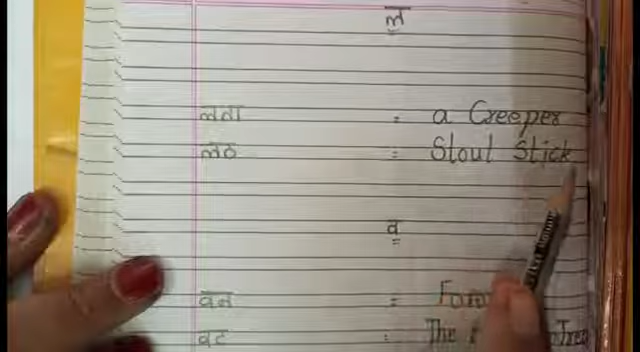 ल
लता = a Creeper
लठ = Stout Stick
व
वन =
वट = The Tree